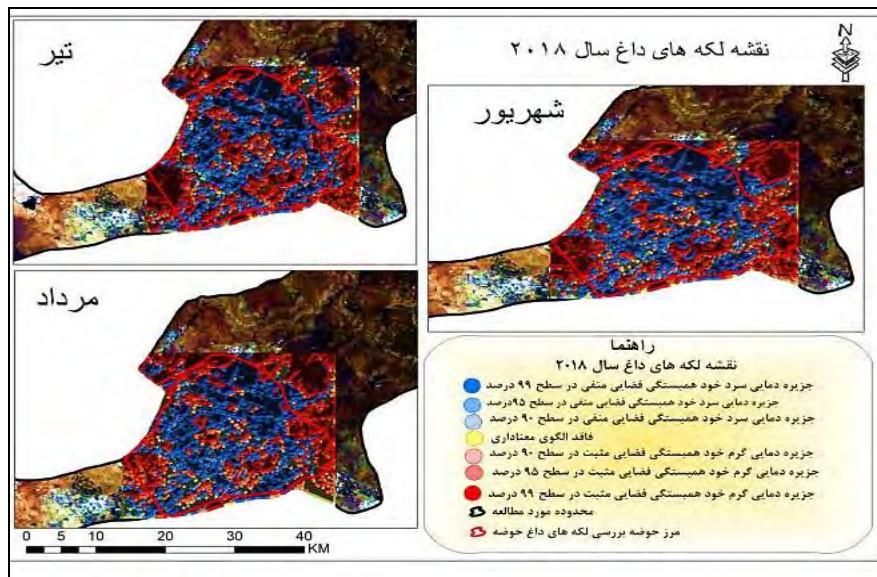 نقشه لکه های داغ سال ۲۰۱۸
N
تیر
شهریور
مرداد
راهنما
نقشه لکه های داغ سال ۲۰۱۸
جزیره دمایی سرد خود همبستگی فضایی منفی در سطح ۹۹ درصد
جزیره دمایی سرد خود همبستگی فضایی منفی در سطح ۹۵درصد
جزیره دمایی سرد خود همبستگی فضایی منفی در سطح ۹۰ درصد
فاقد الگوی معناداری
جزیره دمایی گرم خود همبستگی فضایی مثبت در سطح ۹۰ درصد
جزیره دمایی گرم خود همبستگی فضایی مثبت در سطح ۹۵ درصد
جزیره دمایی گرم خود همبستگی فضایی مثبت در سطح ۹۹ درصد
محدوده مورد مطالعه
مرز حوضه بررسی لکه های داغ حوضه
0 5 10 20 30 40
KM